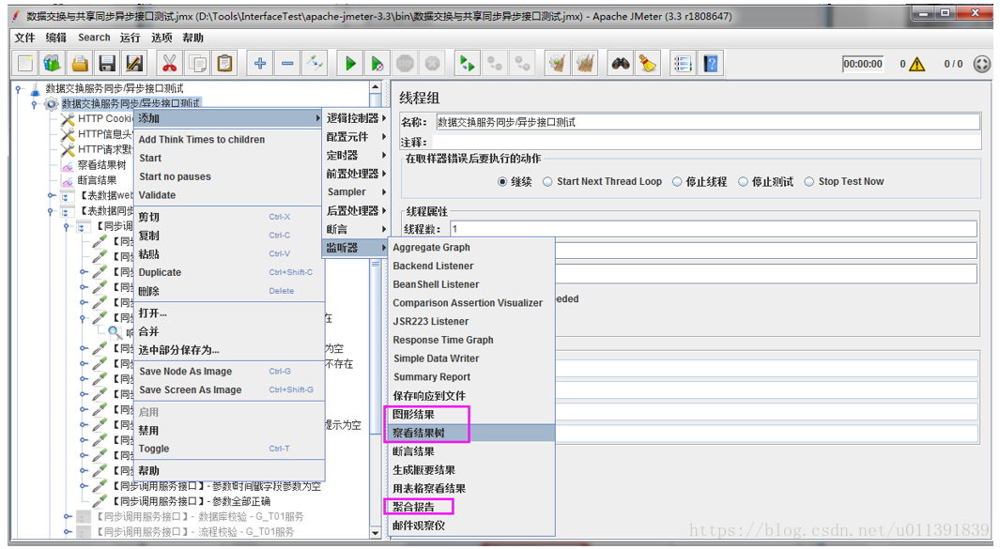 数据交换与共享同步异步接口测试.jmx (D:\Tools\InterfaceTest\apache-jmeter-3.3\bin\数据交换与共享同步异步接口测试.jmx) - Apache JMeter (3.3 r1808647)
文件 编辑 Search 运行 选项 帮助
00:00:00 0 0 / 0
数据交换服务同步/异步接口测试
数据交换服务同步/异步接口测试
HTTP Cooki
HTTP信息头
HTTP请求默
察看结果树
断言结果
【表数据web
【表数据同步
【同步调
【同
【同
【同
【同
【同
【同
在
响
【同
为空
【同
不存在
【同
【同
【同
【同
提示为空
【同
【同
【同
【同步调用服务接口】- 参数时间戳字段参数为空
【同步调用服务接口】- 参数全部正确
【同步调用服务接口】- 数据库校验 - G_T01服务
【同步调用服务接口】- 流程校验 - G_T01服务
添加
Add Think Times to children
Start
Start no pauses
Validate
剪切 Ctrl-X
复制 Ctrl-C
粘贴 Ctrl-V
Duplicate Ctrl+Shift-C
删除 Delete
打开...
合并
选中部分保存为...
Save Node As Image Ctrl-G
Save Screen As Image Ctrl+Shift-G
启用
禁用
Toggle Ctrl-T
帮助
逻辑控制器
配置元件
定时器
前置处理器
Sampler
后置处理器
断言
监听器
Aggregate Graph
Backend Listener
BeanShell Listener
Comparison Assertion Visualizer
JSR223 Listener
Response Time Graph
Simple Data Writer
Summary Report
保存响应到文件
图形结果
察看结果树
断言结果
生成概要结果
用表格察看结果
聚合报告
邮件观察仪
线程组
名称： 数据交换服务同步/异步接口测试
注释：
在取样器错误后要执行的动作
继续 Start Next Thread Loop 停止线程 停止测试 Stop Test Now
线程属性
线程数： 1
eeded
https://blog.csdn.net/u011391839